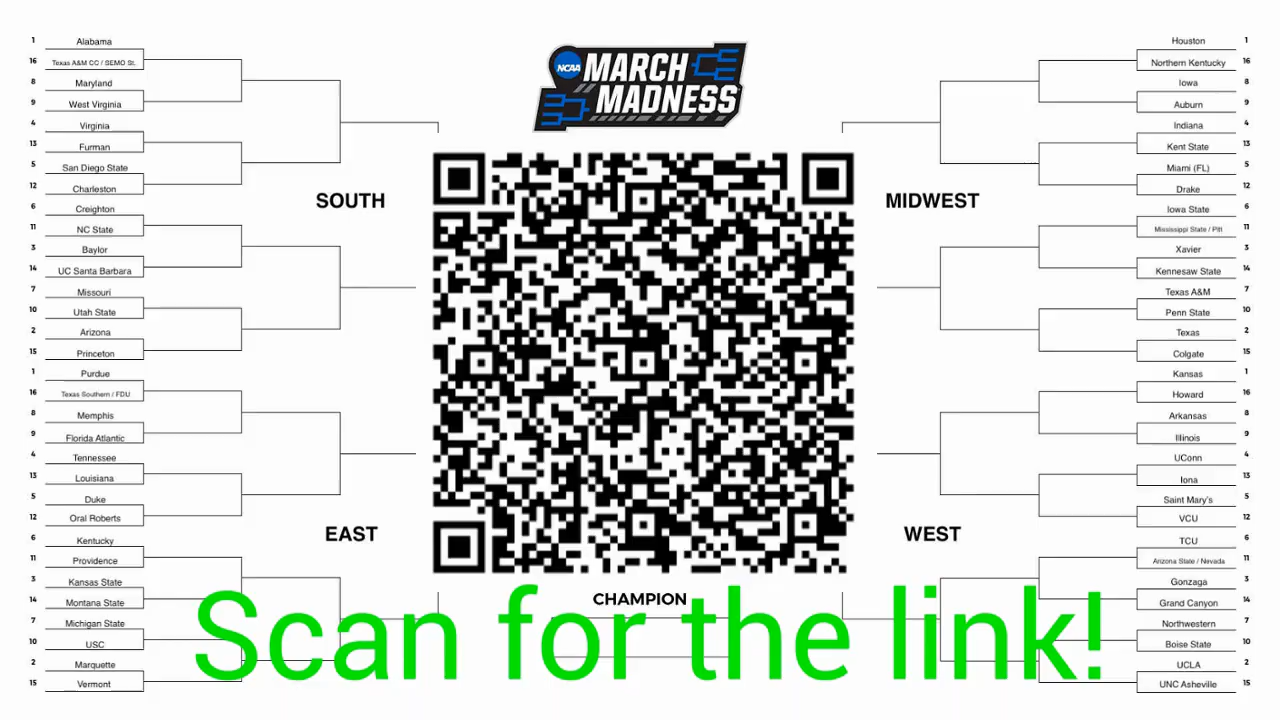 NCAA MARCH
MADNESS
1 Alabama
16 Texas A&M CC / SEMO St.
8 Maryland
9 West Virginia
4 Virginia
13 Furman
5 San Diego State
12 Charleston
SOUTH
6 Creighton
11 NC State
3 Baylor
14 UC Santa Barbara
7 Missouri
10 Utah State
2 Arizona
15 Princeton
1 Purdue
16 Texas Southern / FDU
8 Memphis
9 Florida Atlantic
4 Tennessee
13 Louisiana
5 Duke
12 Oral Roberts
EAST
6 Kentucky
11 Providence
3 Kansas State
14 Montana State
7 Michigan State
10 USC
2 Marquette
15 Vermont
Houston 1
Northern Kentucky 16
Iowa 8
Auburn 9
Indiana 4
Kent State 13
Miami (FL) 5
Drake 12
MIDWEST
Iowa State 6
Mississippi State / Pitt 11
Xavier 3
Kennesaw State 14
Texas A&M 7
Penn State 10
Texas 2
Colgate 15
Kansas 1
Howard 16
Arkansas 8
Illinois 9
UConn 4
Iona 13
Saint Mary's 5
VCU 12
WEST
TCU 6
Arizona State / Nevada 11
Gonzaga 3
Grand Canyon 14
Northwestern 7
Boise State 10
UCLA 2
UNC Asheville 15
CHAMPION
Scan for the link!